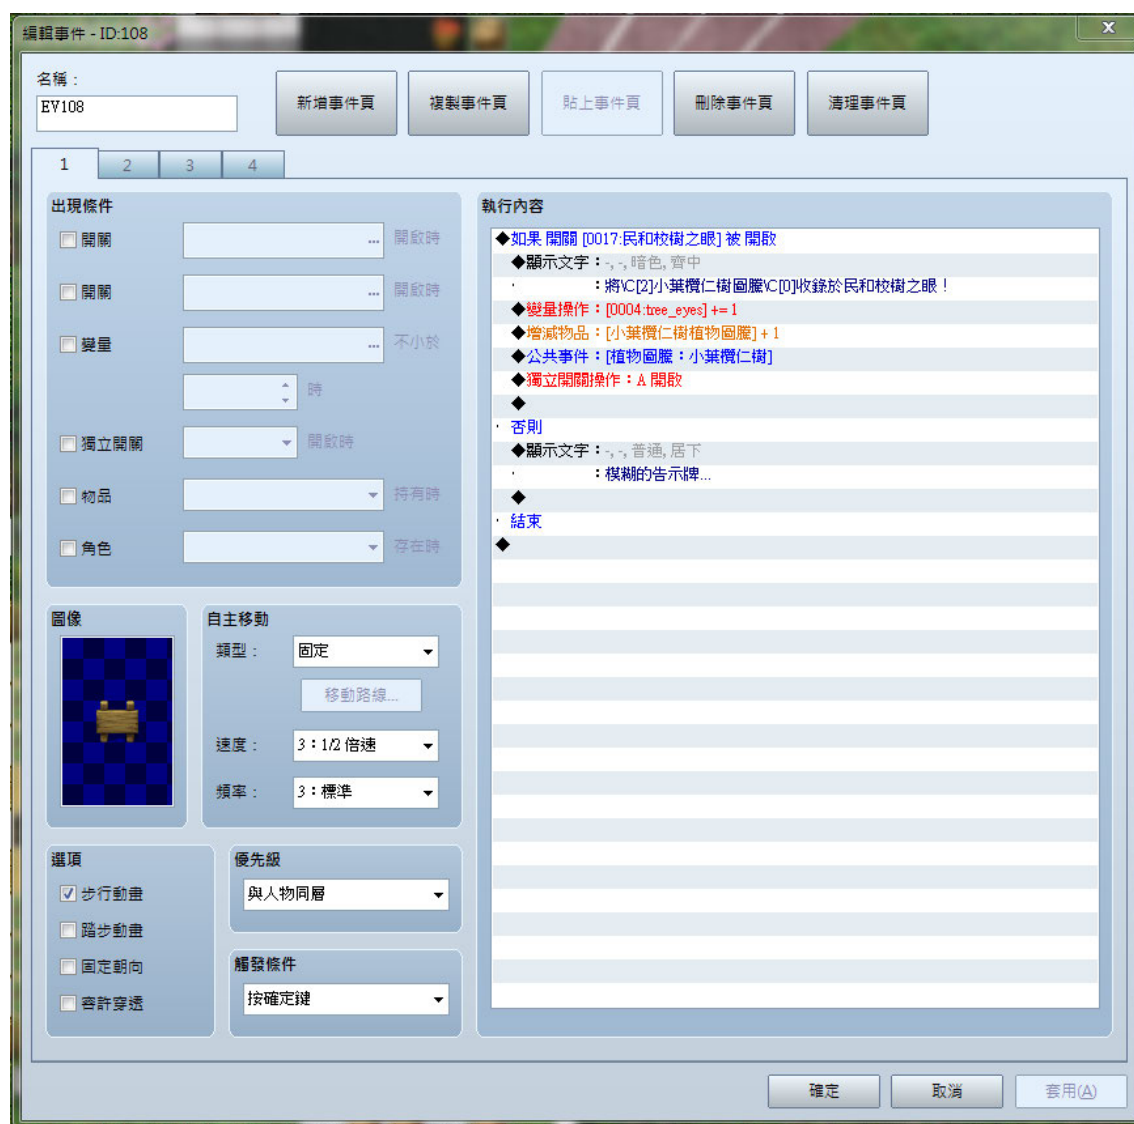 編輯事件 - ID:108
名稱：
EV108
新增事件頁
複製事件頁
貼上事件頁
刪除事件頁
清理事件頁
1 2 3 4
出現條件
開關 ... 開啟時
開關 ... 開啟時
變量 ... 不小於
時
獨立開關 開啟時
物品 持有時
角色 存在時
圖像
自主移動
類型：
固定
移動路線...
速度：
3：1/2 倍速
頻率：
3：標準
選項
步行動畫
踏步動畫
固定朝向
容許穿透
優先級
與人物同層
觸發條件
按確定鍵
執行內容
◆如果 開關 [0017:民和校樹之眼] 被 開啟
◆顯示文字：-, -, 暗色, 齊中
：將\C[2]小葉欖仁樹圖騰\C[0]收錄於民和校樹之眼！
◆變量操作：[0004:tree_eyes] += 1
◆增減物品：[小葉欖仁樹植物圖騰] + 1
◆公共事件：[植物圖騰：小葉欖仁樹]
◆獨立開關操作：A 開啟
◆
否則
◆顯示文字：-, -, 普通, 居下
：模糊的告示牌...
◆
結束
◆
確定
取消
套用(A)